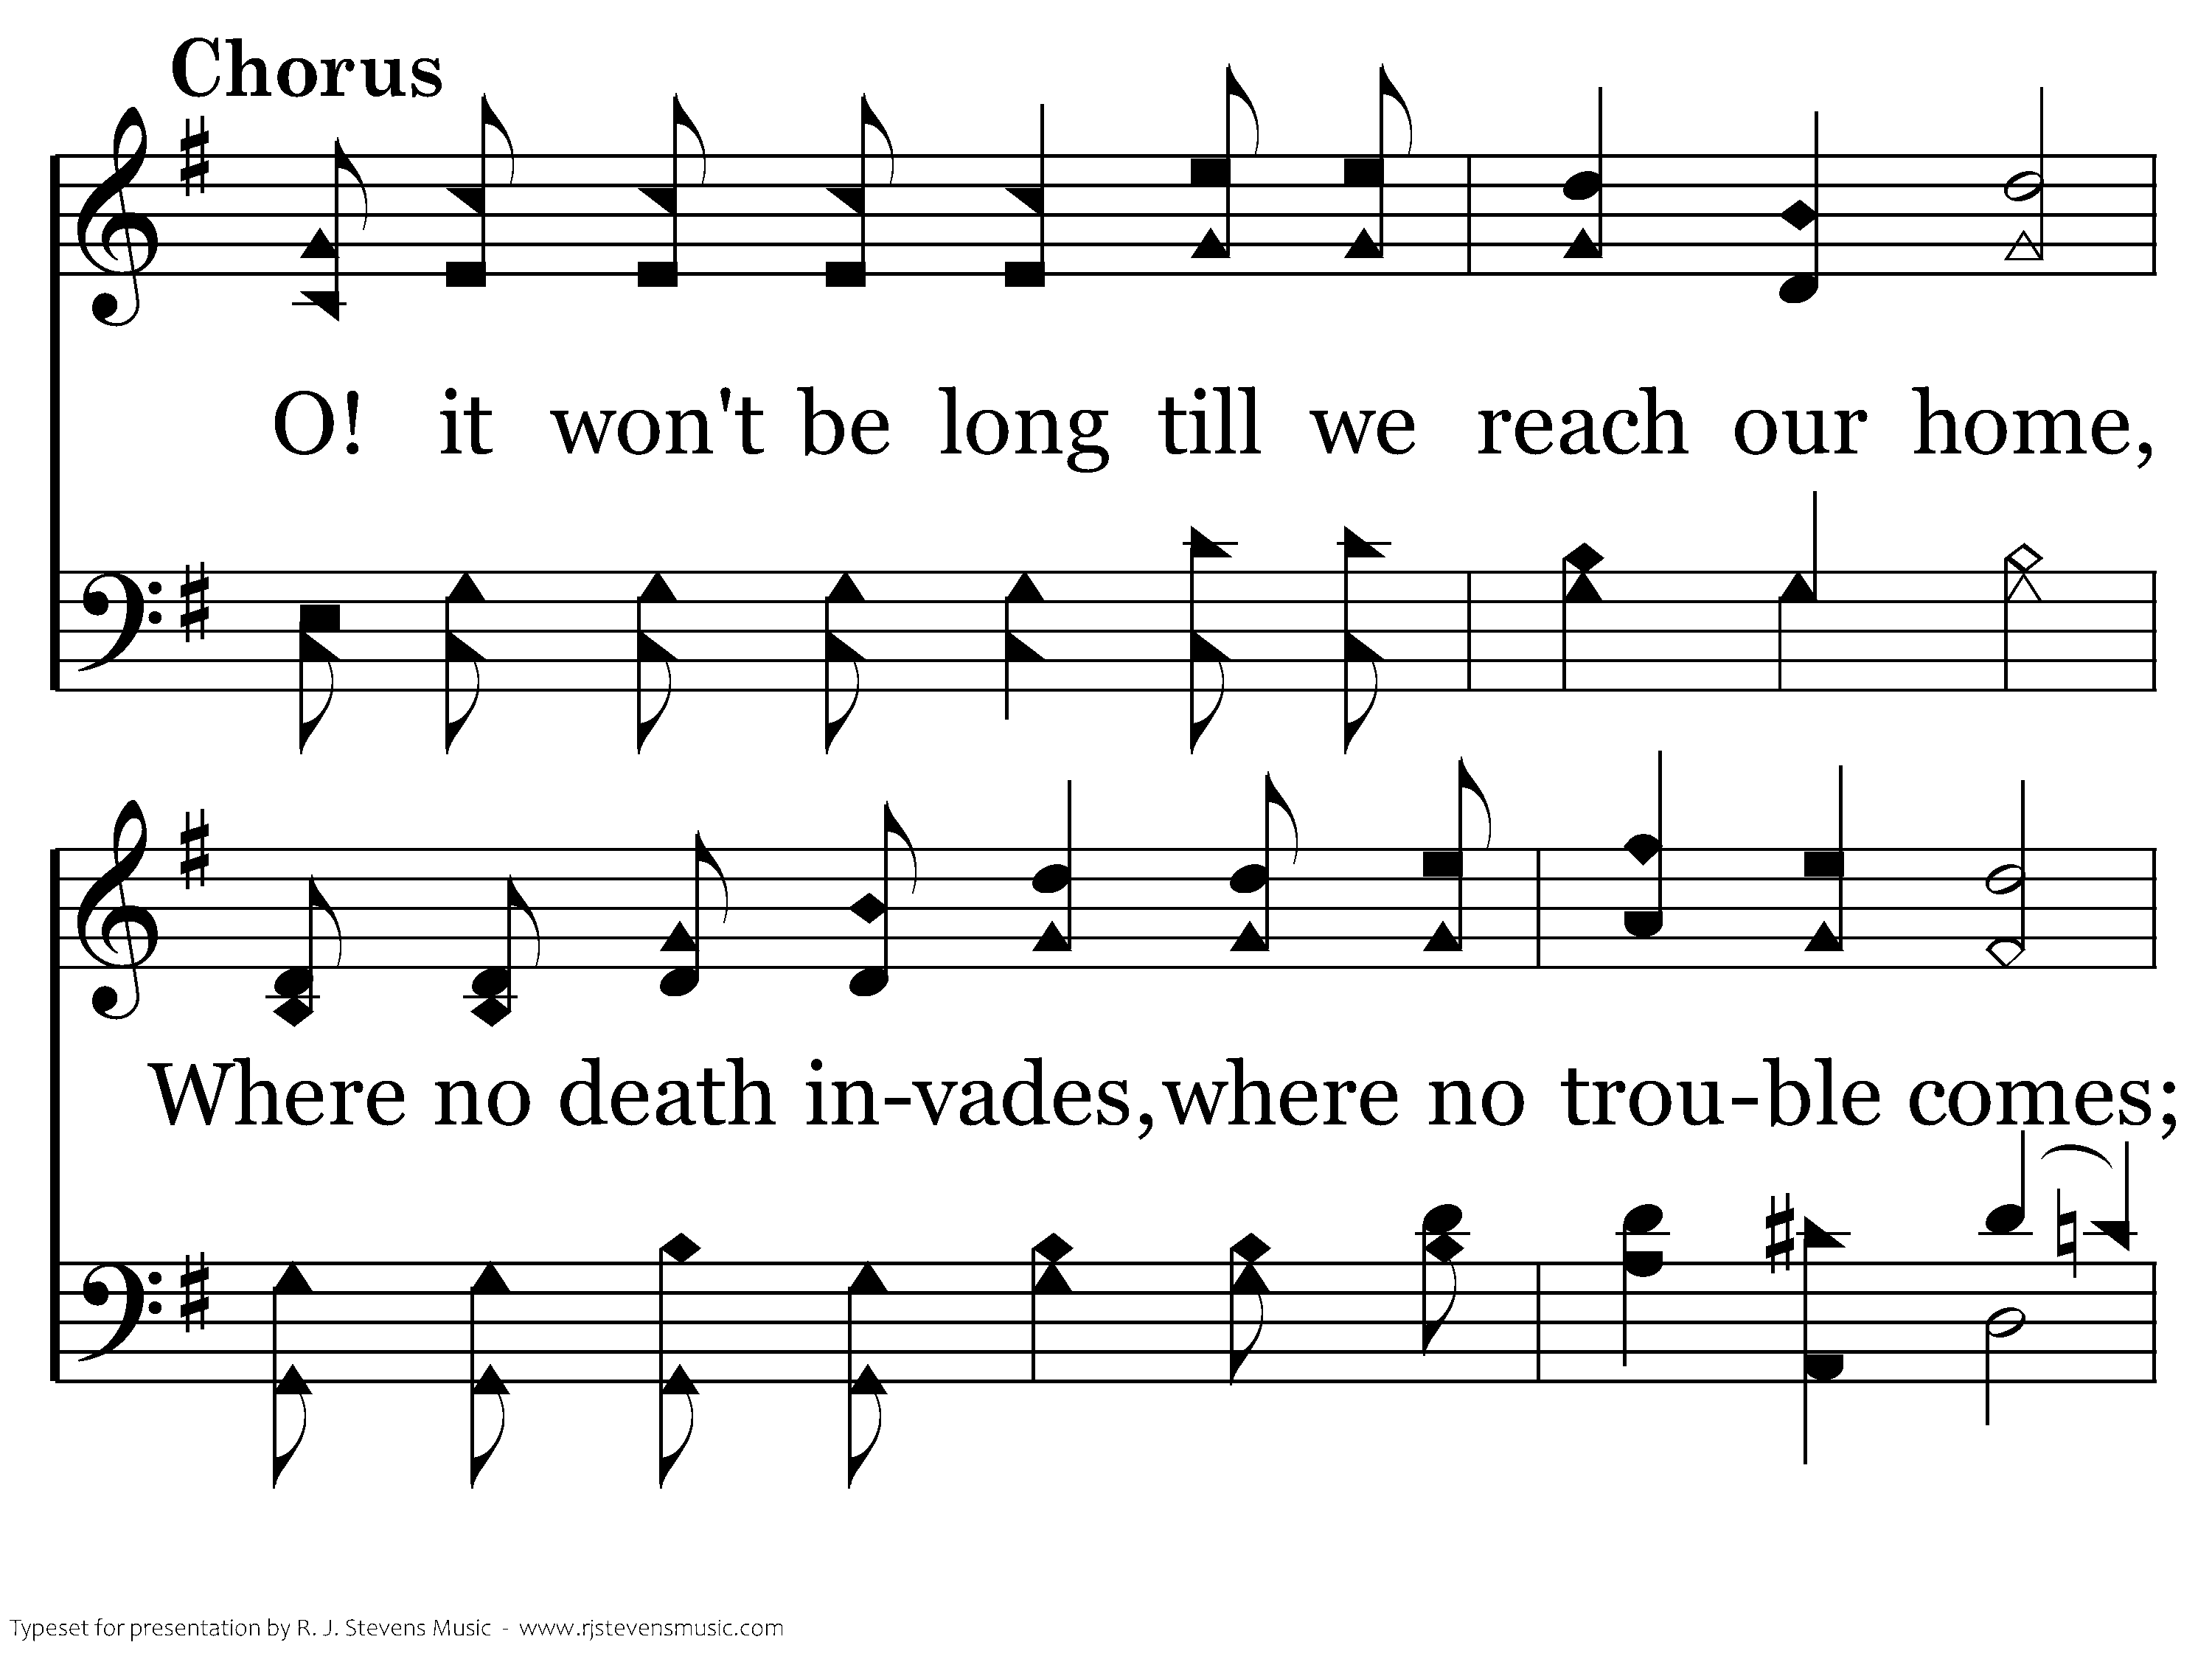 Chorus
O! it won't be long till we reach our home,
Where no death in-vades,where no trou-ble comes;
Typeset for presentation by R. J. Stevens Music - www.rjstevensmusic.com